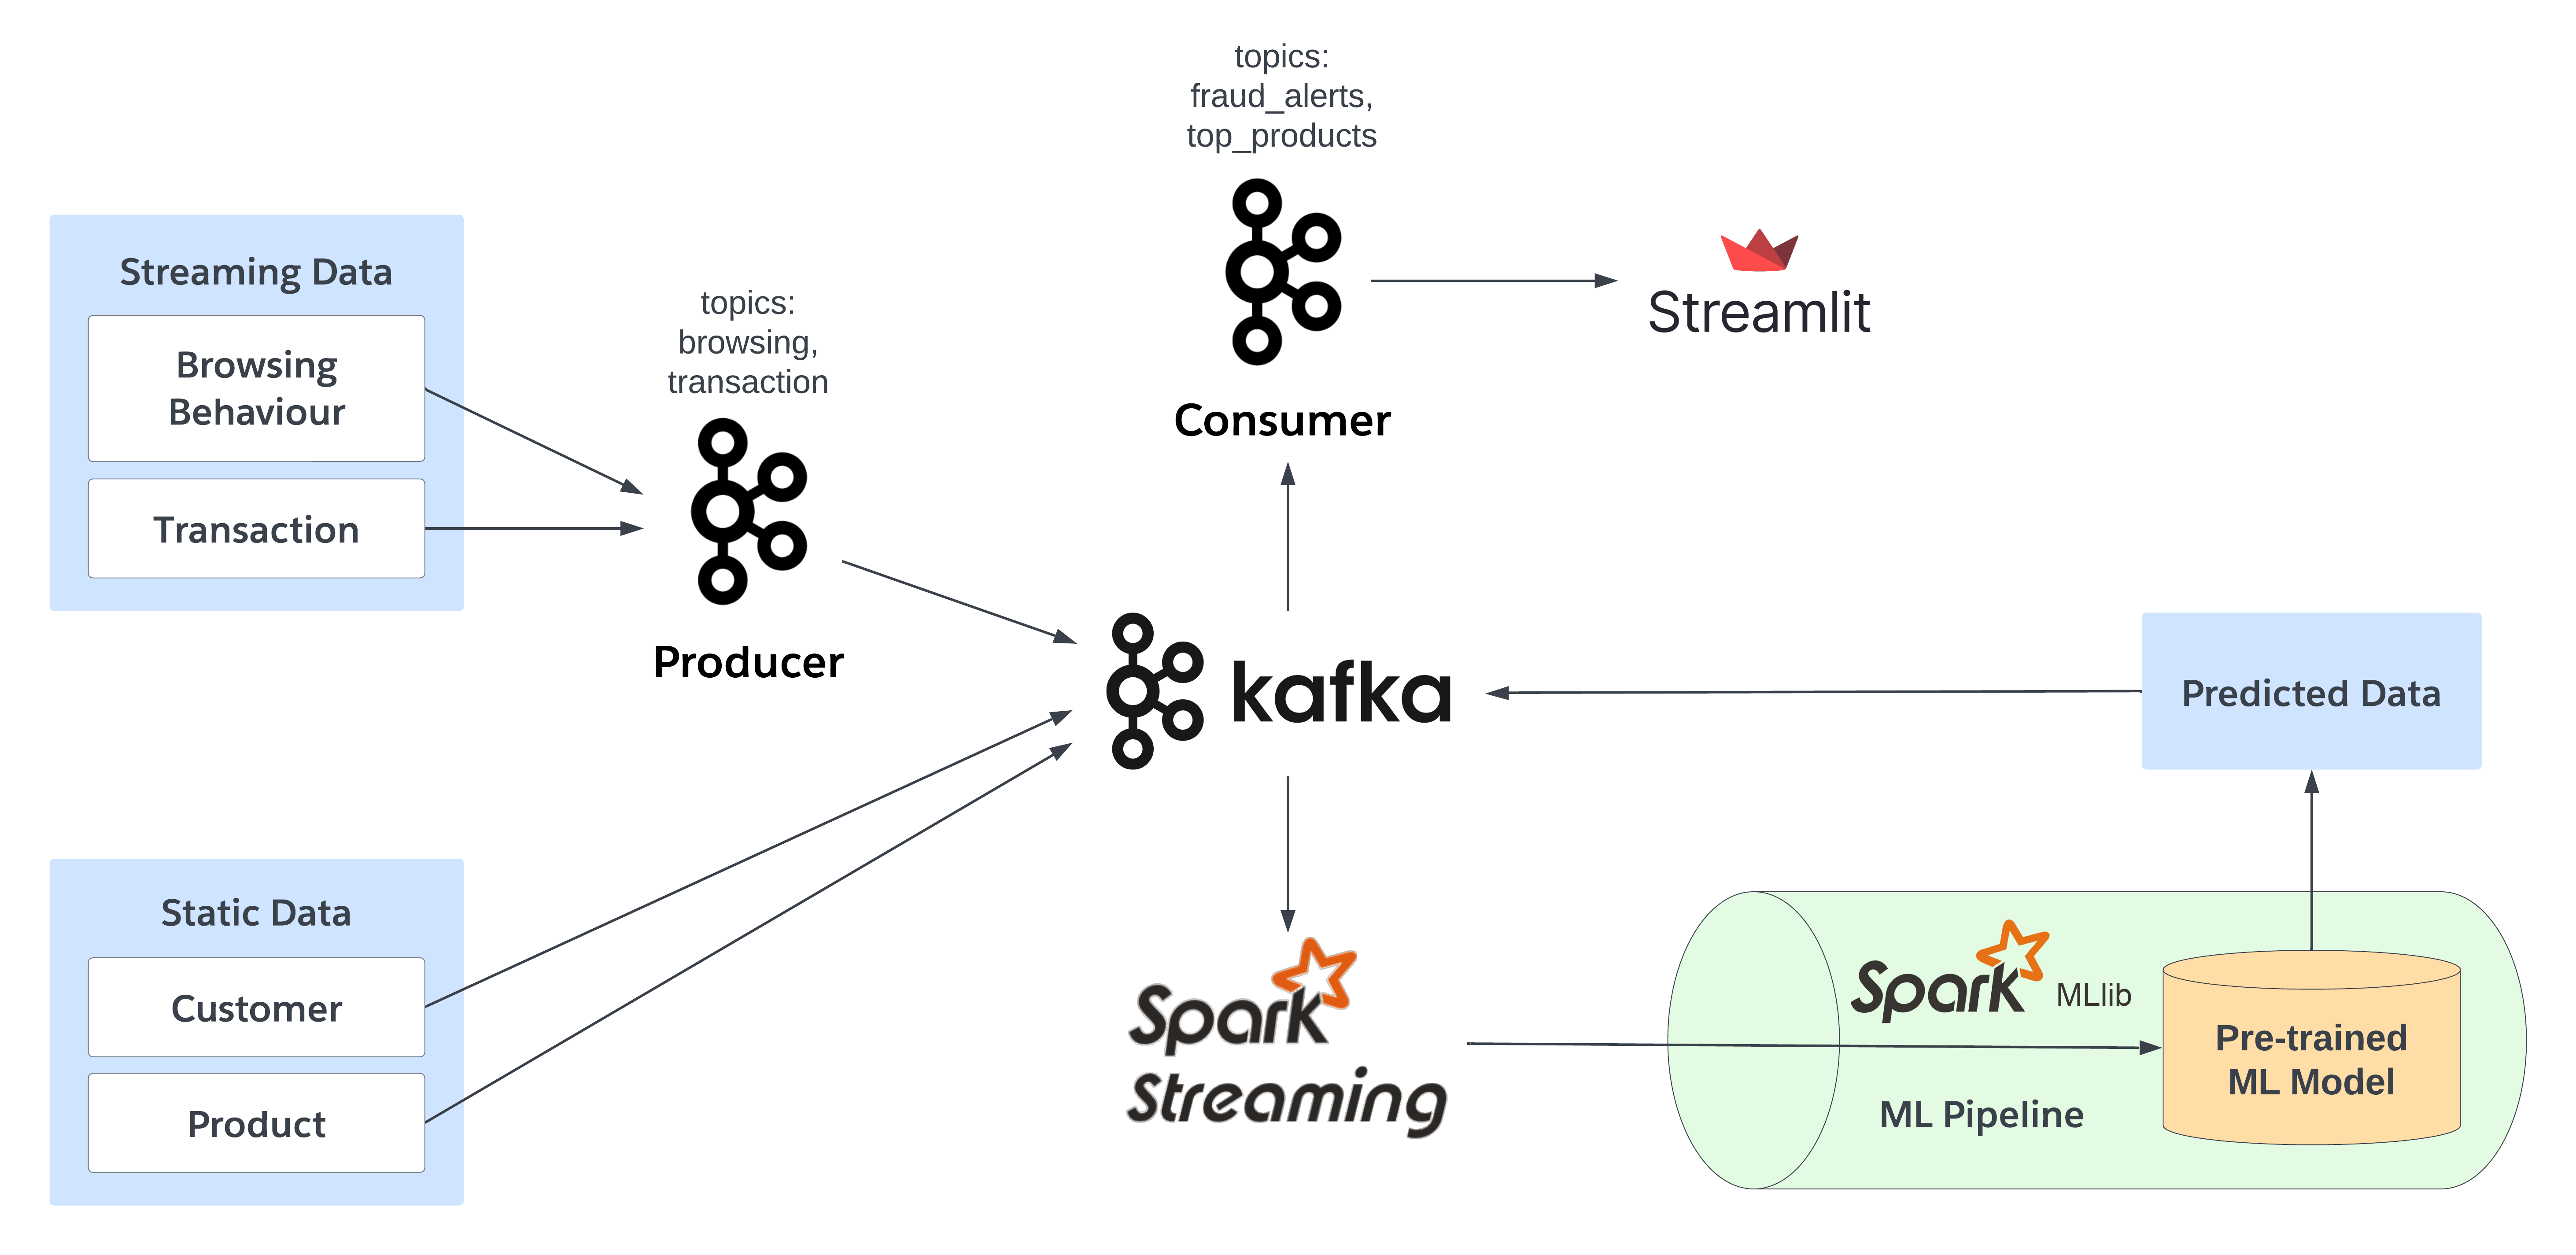 topics:
fraud_alerts,
top_products
Streaming Data
Browsing
Behaviour
Transaction
topics:
browsing,
transaction
Producer
Consumer
Streamlit
kafka
Predicted Data
Static Data
Customer
Product
Spark
Streaming
Spark MLlib
ML Pipeline
Pre-trained
ML Model